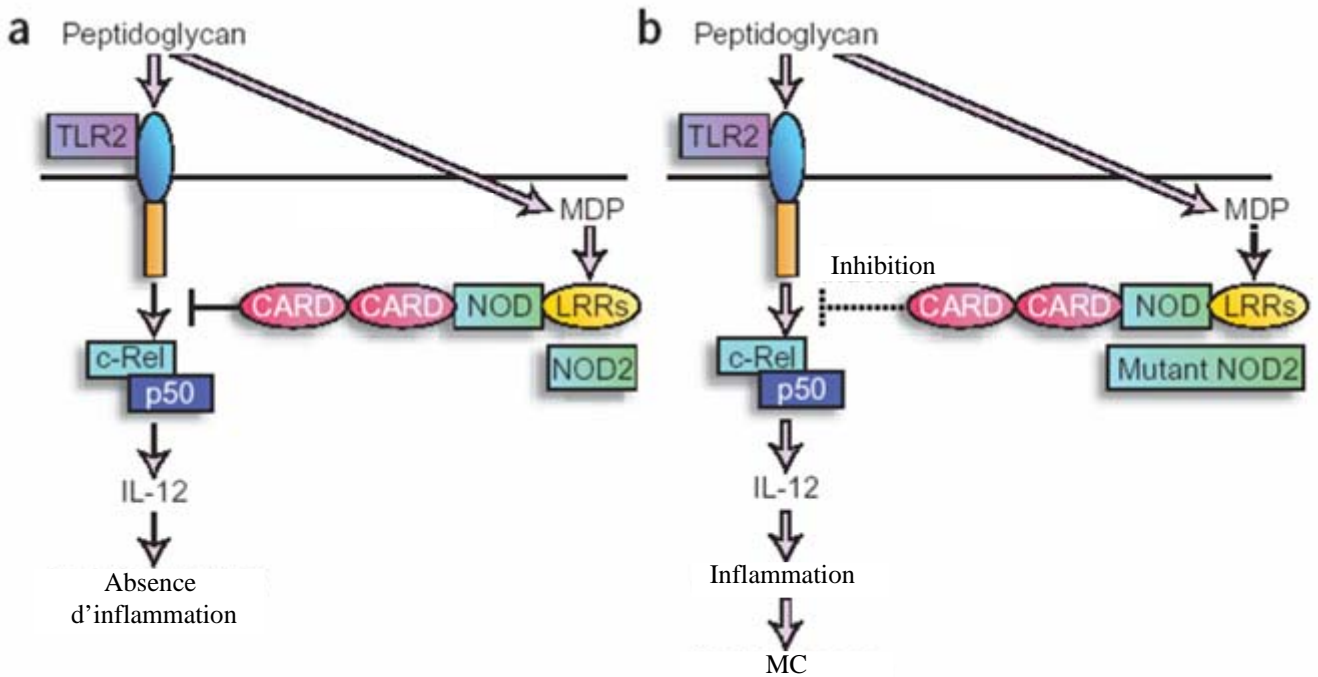 a
Peptidoglycan
TLR2
MDP
CARD CARD NOD LRRs
c-Rel
NOD2
p50
IL-12
Absence
d'inflammation
b
Peptidoglycan
TLR2
MDP
Inhibition
CARD CARD NOD LRRs
c-Rel
Mutant NOD2
p50
IL-12
Inflammation
MC